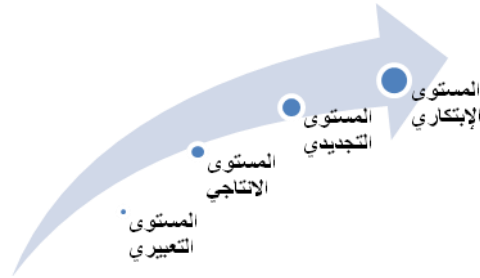 المستوى
التعبيري
المستوى
الانتاجي
المستوى
التجديدي
المستوى
الإبتكاري